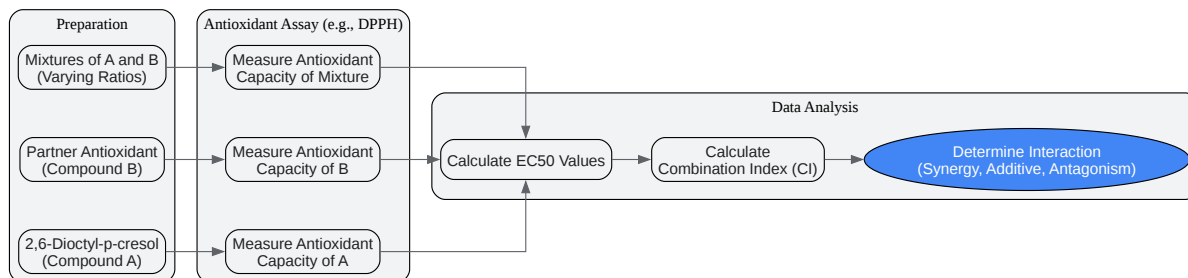 Preparation
Mixtures of A and B
(Varying Ratios)
Partner Antioxidant
(Compound B)
2,6-Dioctyl-p-cresol
(Compound A)
Antioxidant Assay (e.g., DPPH)
Measure Antioxidant
Capacity of Mixture
Measure Antioxidant
Capacity of B
Measure Antioxidant
Capacity of A
Data Analysis
Calculate EC50 Values
Calculate
Combination Index (CI)
Determine Interaction
(Synergy, Additive, Antagonism)